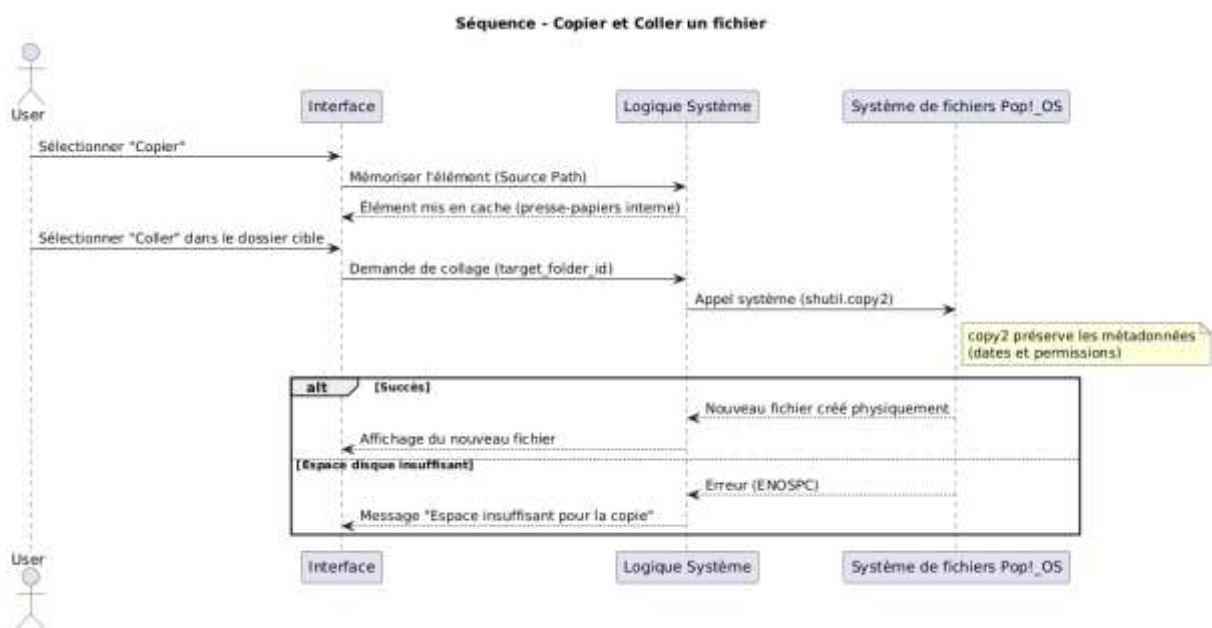 Séquence - Copier et Coller un fichier
User
Interface
Logique Système
Système de fichiers Pop!_OS
Sélectionner "Copier"
Mémoriser l'élément (Source Path)
Élément mis en cache (presse-papiers interne)
Sélectionner "Coller" dans le dossier cible
Demande de collage (target_folder_id)
Appel système (shutil.copy2)
copy2 préserve les métadonnées
(dates et permissions)
alt
[Succès]
Nouveau fichier créé physiquement
Affichage du nouveau fichier
[Espace disque insuffisant]
Erreur (ENOSPC)
Message "Espace insuffisant pour la copie"
User
Interface
Logique Système
Système de fichiers Pop!_OS